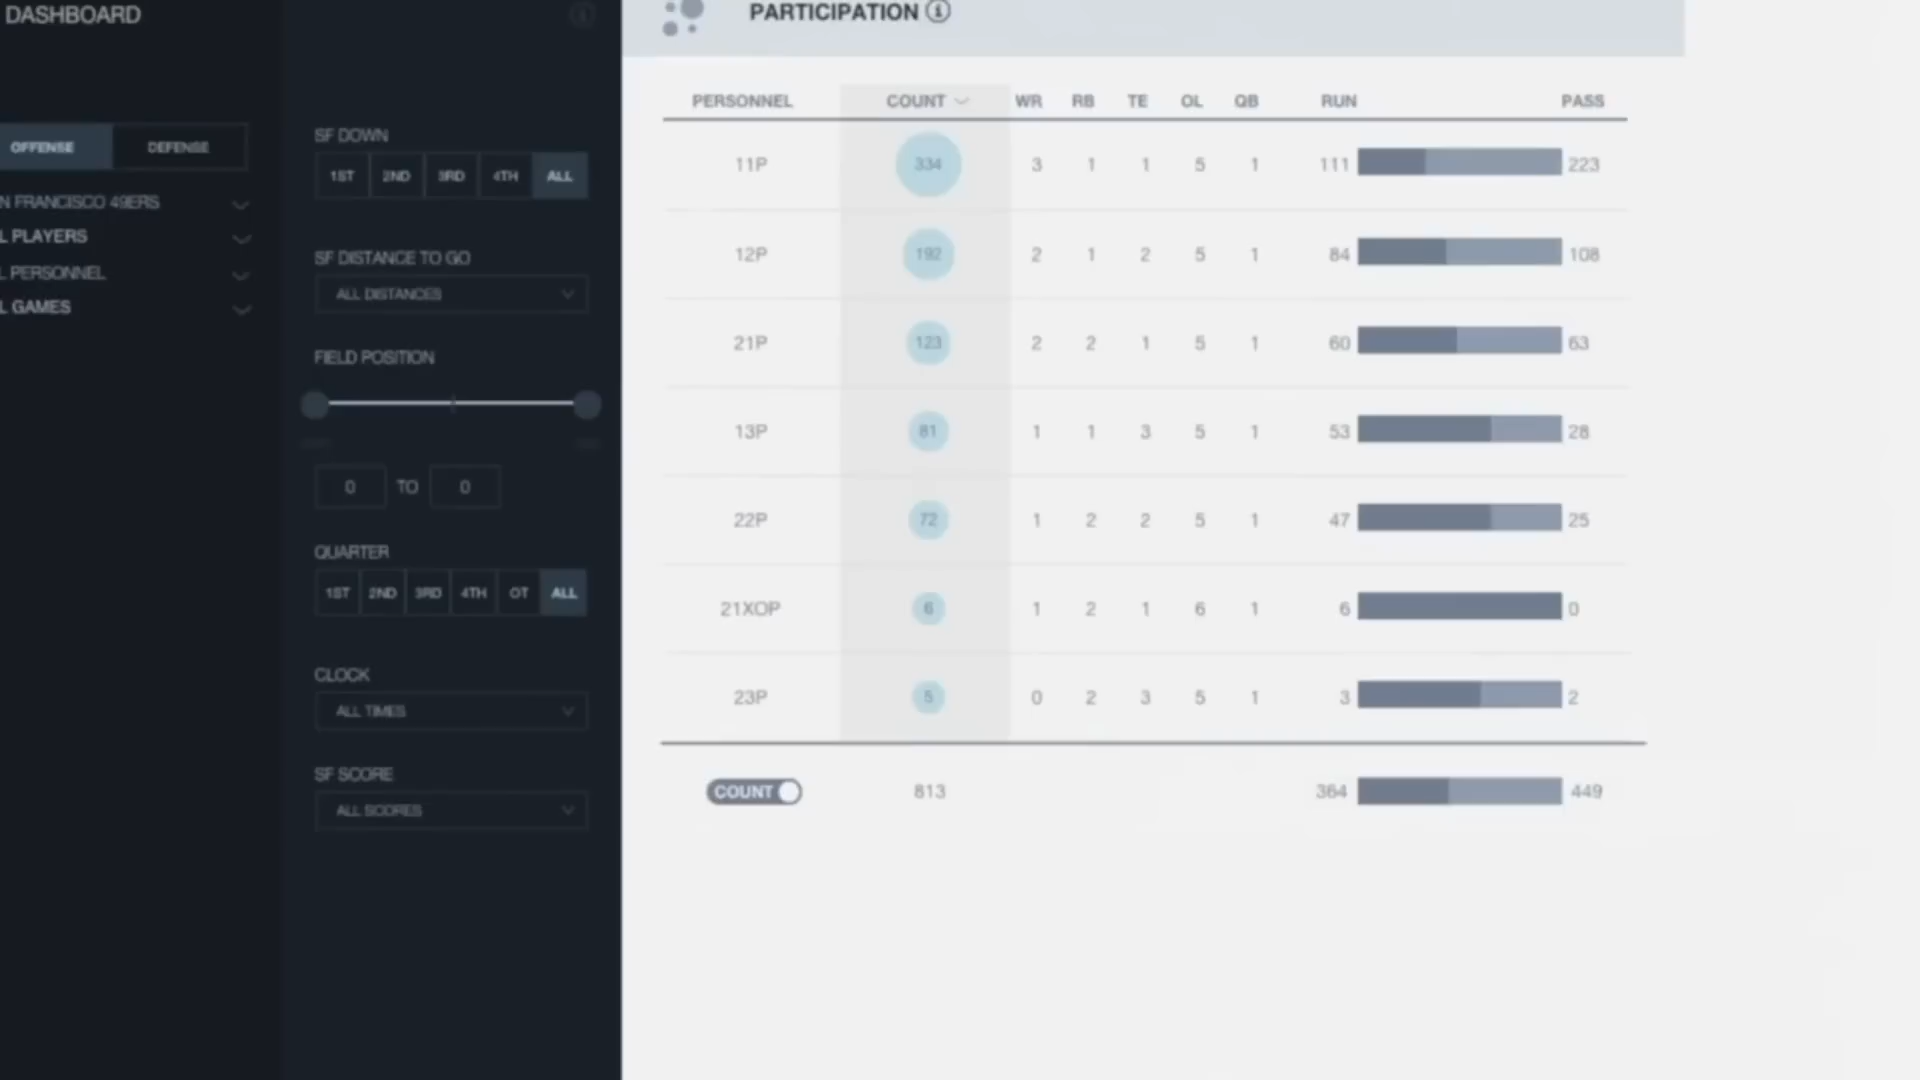 DASHBOARD
OFFENSE DEFENSE
N FRANCISCO 49ERS
L PLAYERS
L PERSONNEL
L GAMES
SF DOWN
1ST 2ND 3RD 4TH ALL
SF DISTANCE TO GO
ALL DISTANCES
FIELD POSITION
0 TO 0
QUARTER
1ST 2ND 3RD 4TH OT ALL
CLOCK
ALL TIMES
SF SCORE
ALL SCORES
PARTICIPATION
PERSONNEL COUNT WR RB TE OL QB RUN PASS
11P 334 3 1 1 5 1 111 223
12P 192 2 1 2 5 1 84 108
21P 123 2 2 1 5 1 60 63
13P 81 1 1 3 5 1 53 28
22P 72 1 2 2 5 1 47 25
21XOP 6 1 2 1 6 1 6 0
23P 5 0 2 3 5 1 3 2
COUNT 813 364 449